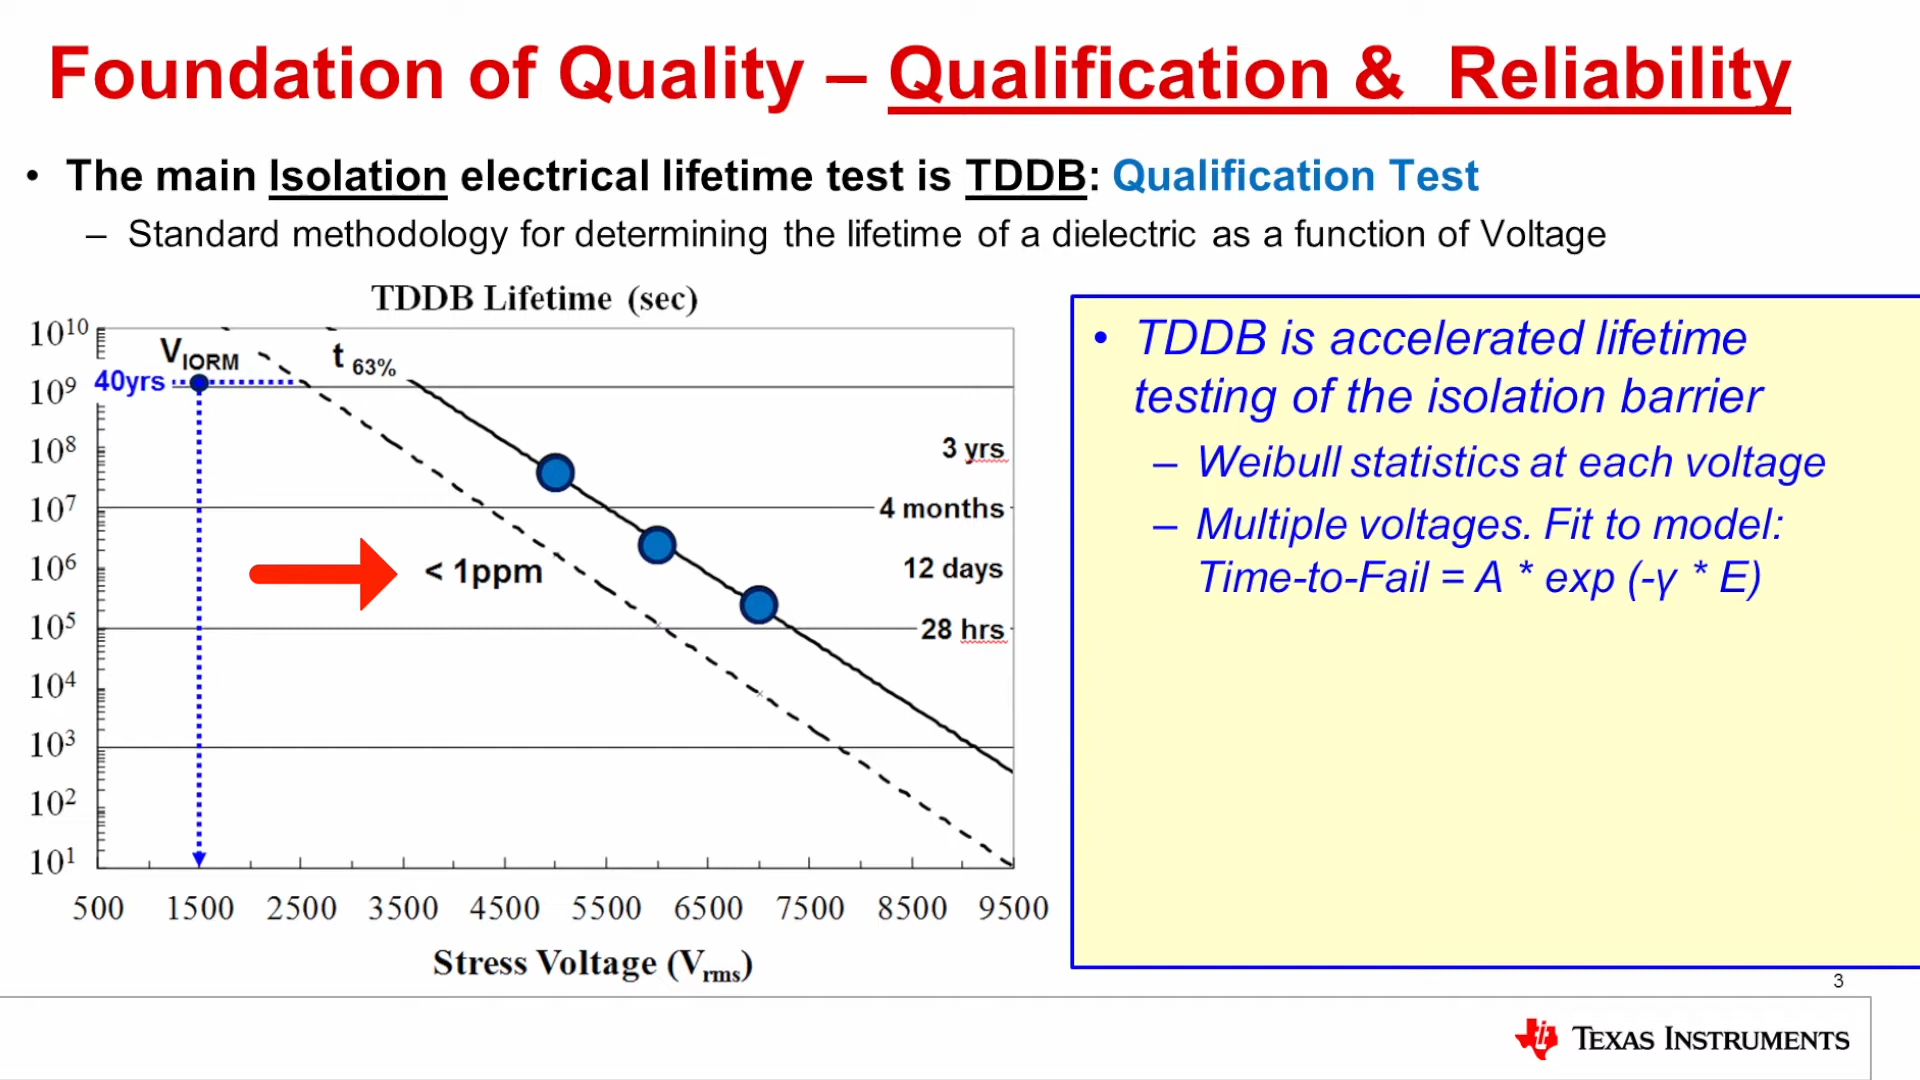 Foundation of Quality – Qualification & Reliability
• The main Isolation electrical lifetime test is TDDB: Qualification Test
– Standard methodology for determining the lifetime of a dielectric as a function of Voltage
TDDB Lifetime (sec)
10¹⁰
10⁹
10⁸
10⁷
10⁶
10⁵
10⁴
10³
10²
10¹
V IORM
t 63%
40yrs
3 yrs
4 months
< 1ppm
12 days
28 hrs
500 1500 2500 3500 4500 5500 6500 7500 8500 9500
Stress Voltage (Vrms)
• TDDB is accelerated lifetime
testing of the isolation barrier
– Weibull statistics at each voltage
– Multiple voltages. Fit to model:
Time-to-Fail = A * exp (-γ * E)
3
TEXAS INSTRUMENTS